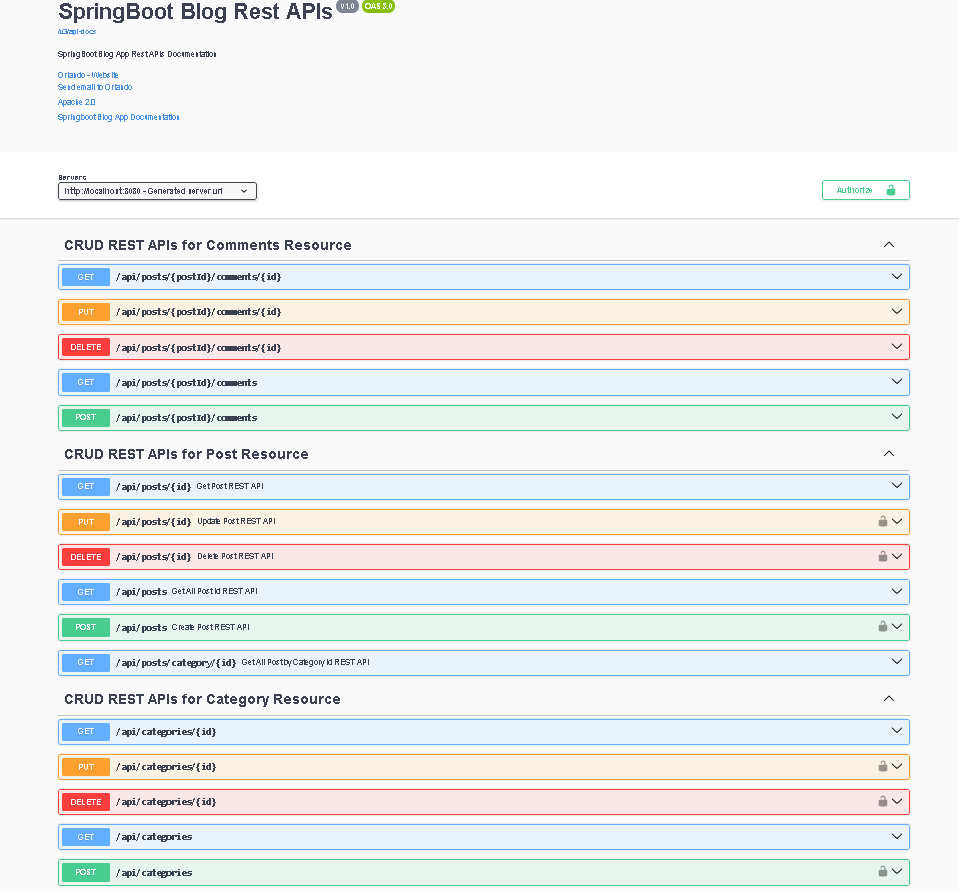 SpringBoot Blog Rest APIs v1.0 OAS 3.0
/v3/api-docs
SpringBoot Blog App Rest APIs Documentation
Orlando - Website
Send email to Orlando
Apache 2.0
Springboot Blog App Documentation
Servers
http://localhost:8080 - Generated server url
Authorize
CRUD REST APIs for Comments Resource
GET /api/posts/{postId}/comments/{id}
PUT /api/posts/{postId}/comments/{id}
DELETE /api/posts/{postId}/comments/{id}
GET /api/posts/{postId}/comments
POST /api/posts/{postId}/comments
CRUD REST APIs for Post Resource
GET /api/posts/{id} Get Post REST API
PUT /api/posts/{id} Update Post REST API
DELETE /api/posts/{id} Delete Post REST API
GET /api/posts Get All Post Id REST API
POST /api/posts Create Post REST API
GET /api/posts/category/{id} Get All Post by Category Id REST API
CRUD REST APIs for Category Resource
GET /api/categories/{id}
PUT /api/categories/{id}
DELETE /api/categories/{id}
GET /api/categories
POST /api/categories